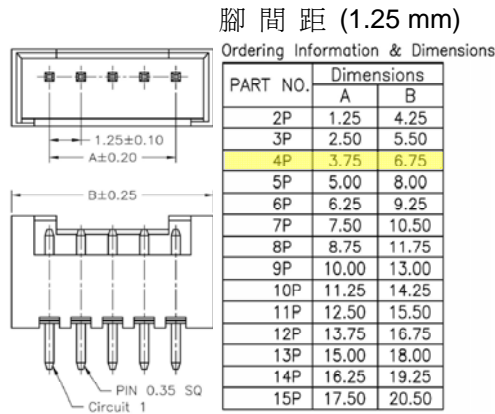 腳 間 距 (1.25 mm)
Ordering Information & Dimensions
PART NO. Dimensions
A B
2P 1.25 4.25
3P 2.50 5.50
4P 3.75 6.75
5P 5.00 8.00
6P 6.25 9.25
7P 7.50 10.50
8P 8.75 11.75
9P 10.00 13.00
10P 11.25 14.25
11P 12.50 15.50
12P 13.75 16.75
13P 15.00 18.00
14P 16.25 19.25
15P 17.50 20.50
1.25±0.10
A±0.20
B±0.25
PIN 0.35 SQ
Circuit 1